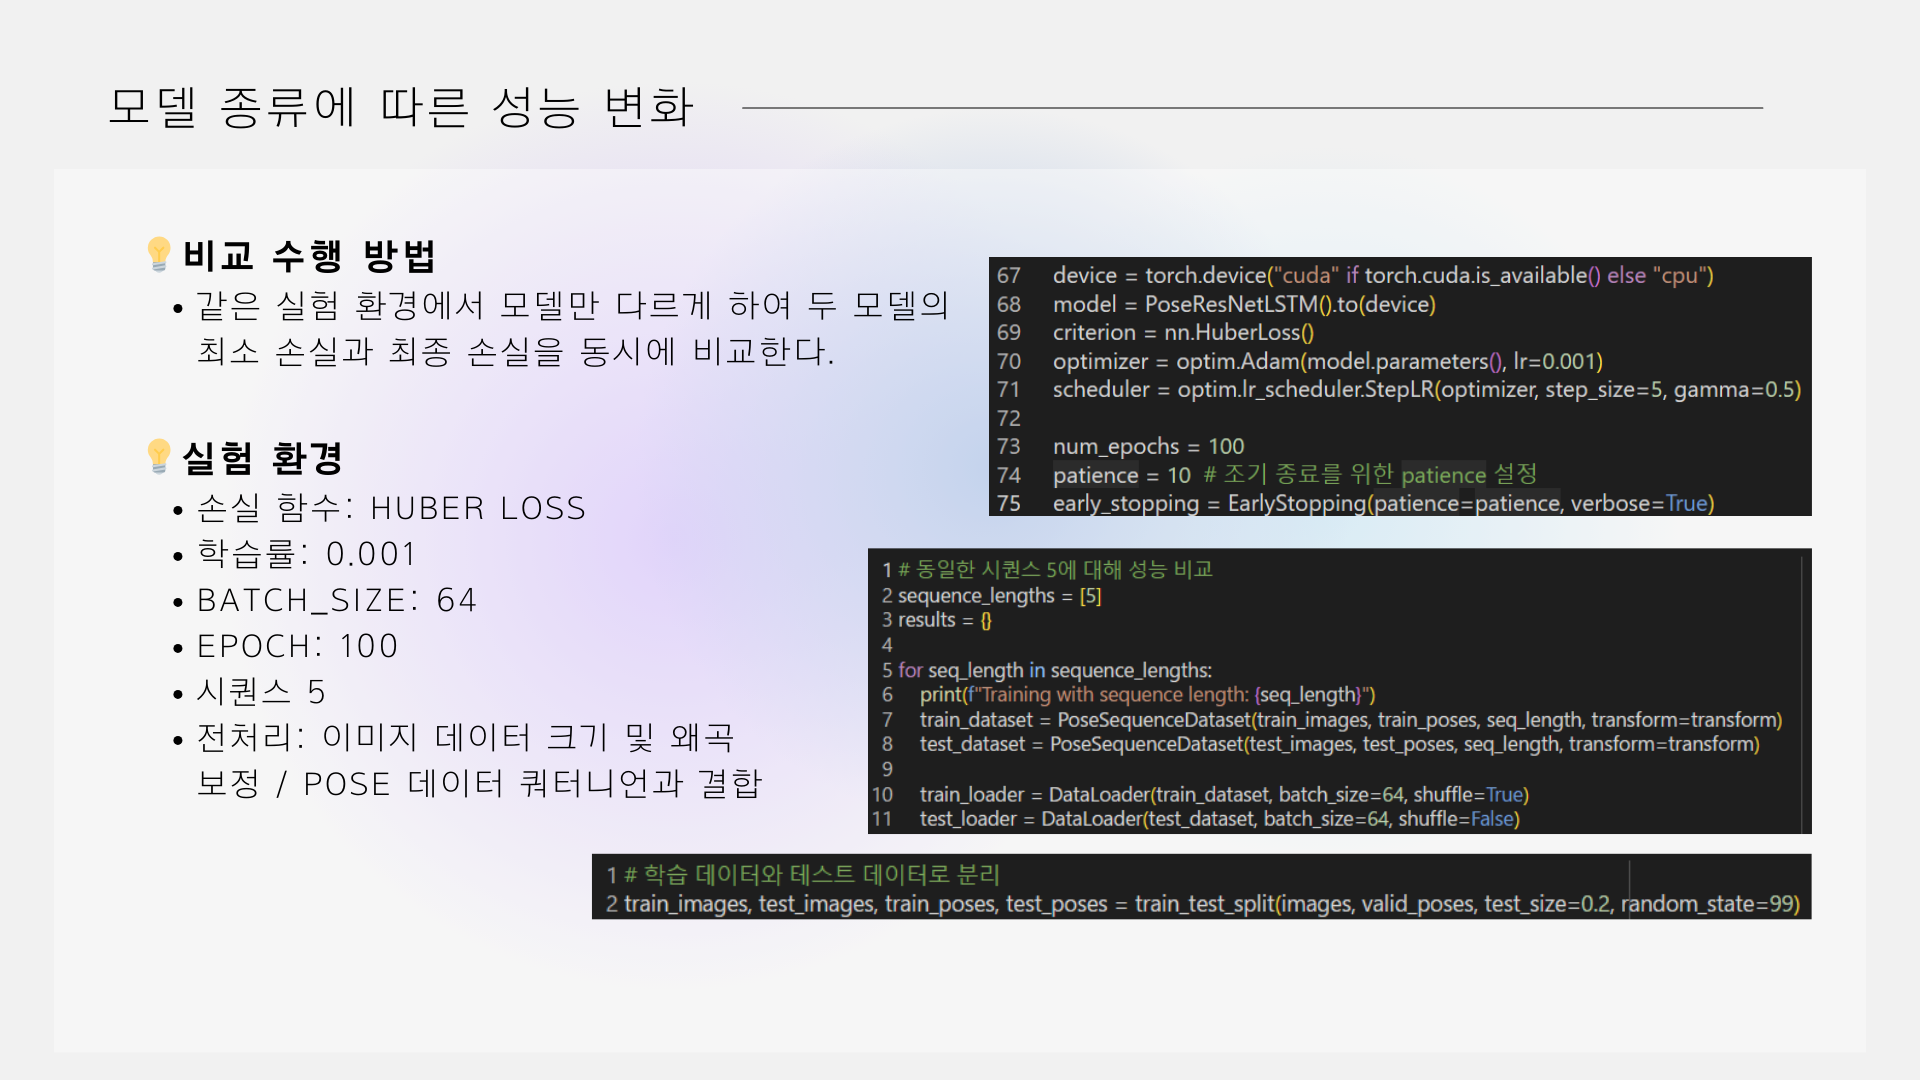 모델 종류에 따른 성능 변화
비교 수행 방법
• 같은 실험 환경에서 모델만 다르게 하여 두 모델의
최소 손실과 최종 손실을 동시에 비교한다.
실험 환경
• 손실 함수: HUBER LOSS
• 학습률: 0.001
• BATCH_SIZE: 64
• EPOCH: 100
• 시퀀스 5
• 전처리: 이미지 데이터 크기 및 왜곡
보정 / POSE 데이터 쿼터니언과 결합
67 device = torch.device("cuda" if torch.cuda.is_available() else "cpu")
68 model = PoseResNetLSTM().to(device)
69 criterion = nn.HuberLoss()
70 optimizer = optim.Adam(model.parameters(), lr=0.001)
71 scheduler = optim.lr_scheduler.StepLR(optimizer, step_size=5, gamma=0.5)
72
73 num_epochs = 100
74 patience = 10 # 조기 종료를 위한 patience 설정
75 early_stopping = EarlyStopping(patience=patience, verbose=True)
1 # 동일한 시퀀스 5에 대해 성능 비교
2 sequence_lengths = [5]
3 results = {}
4
5 for seq_length in sequence_lengths:
6 print(f"Training with sequence length: {seq_length}")
7 train_dataset = PoseSequenceDataset(train_images, train_poses, seq_length, transform=transform)
8 test_dataset = PoseSequenceDataset(test_images, test_poses, seq_length, transform=transform)
9
10 train_loader = DataLoader(train_dataset, batch_size=64, shuffle=True)
11 test_loader = DataLoader(test_dataset, batch_size=64, shuffle=False)
1 # 학습 데이터와 테스트 데이터로 분리
2 train_images, test_images, train_poses, test_poses = train_test_split(images, valid_poses, test_size=0.2, random_state=99)